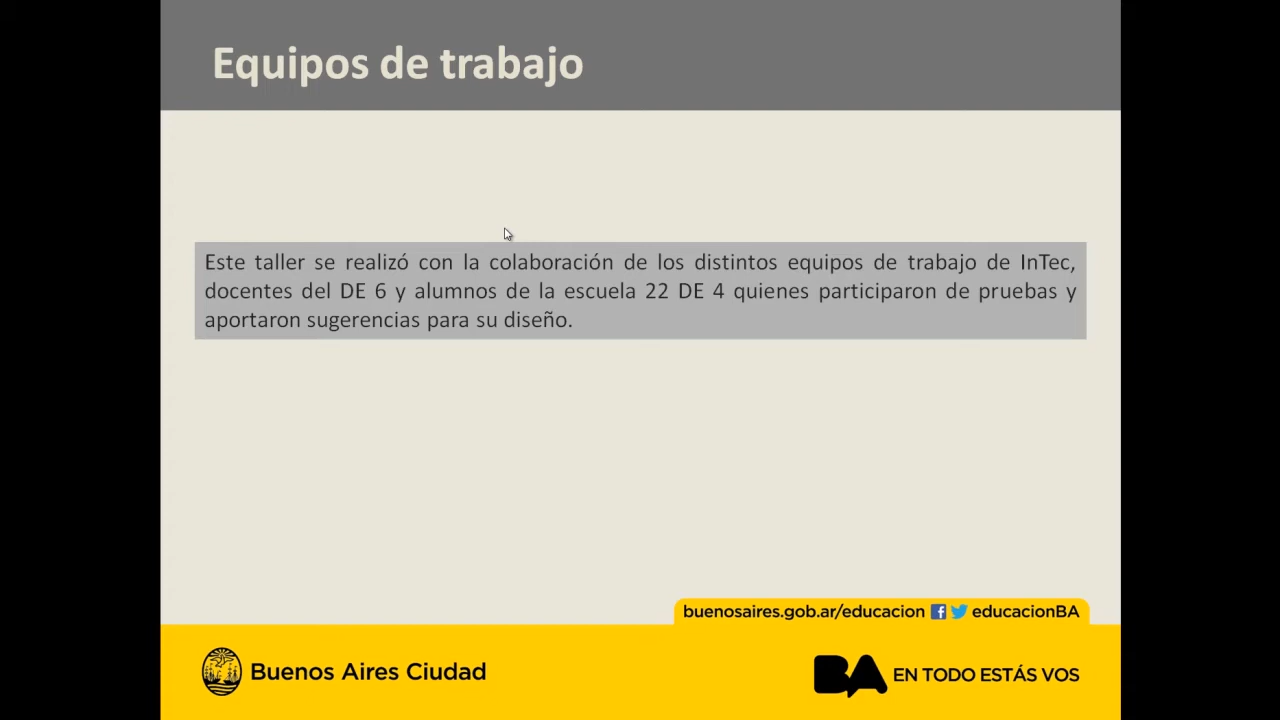 Equipos de trabajo
Este taller se realizó con la colaboración de los distintos equipos de trabajo de InTec,
docentes del DE 6 y alumnos de la escuela 22 DE 4 quienes participaron de pruebas y
aportaron sugerencias para su diseño.
buenosaires.gob.ar/educacion educacionBA
Buenos Aires Ciudad
BA EN TODO ESTÁS VOS